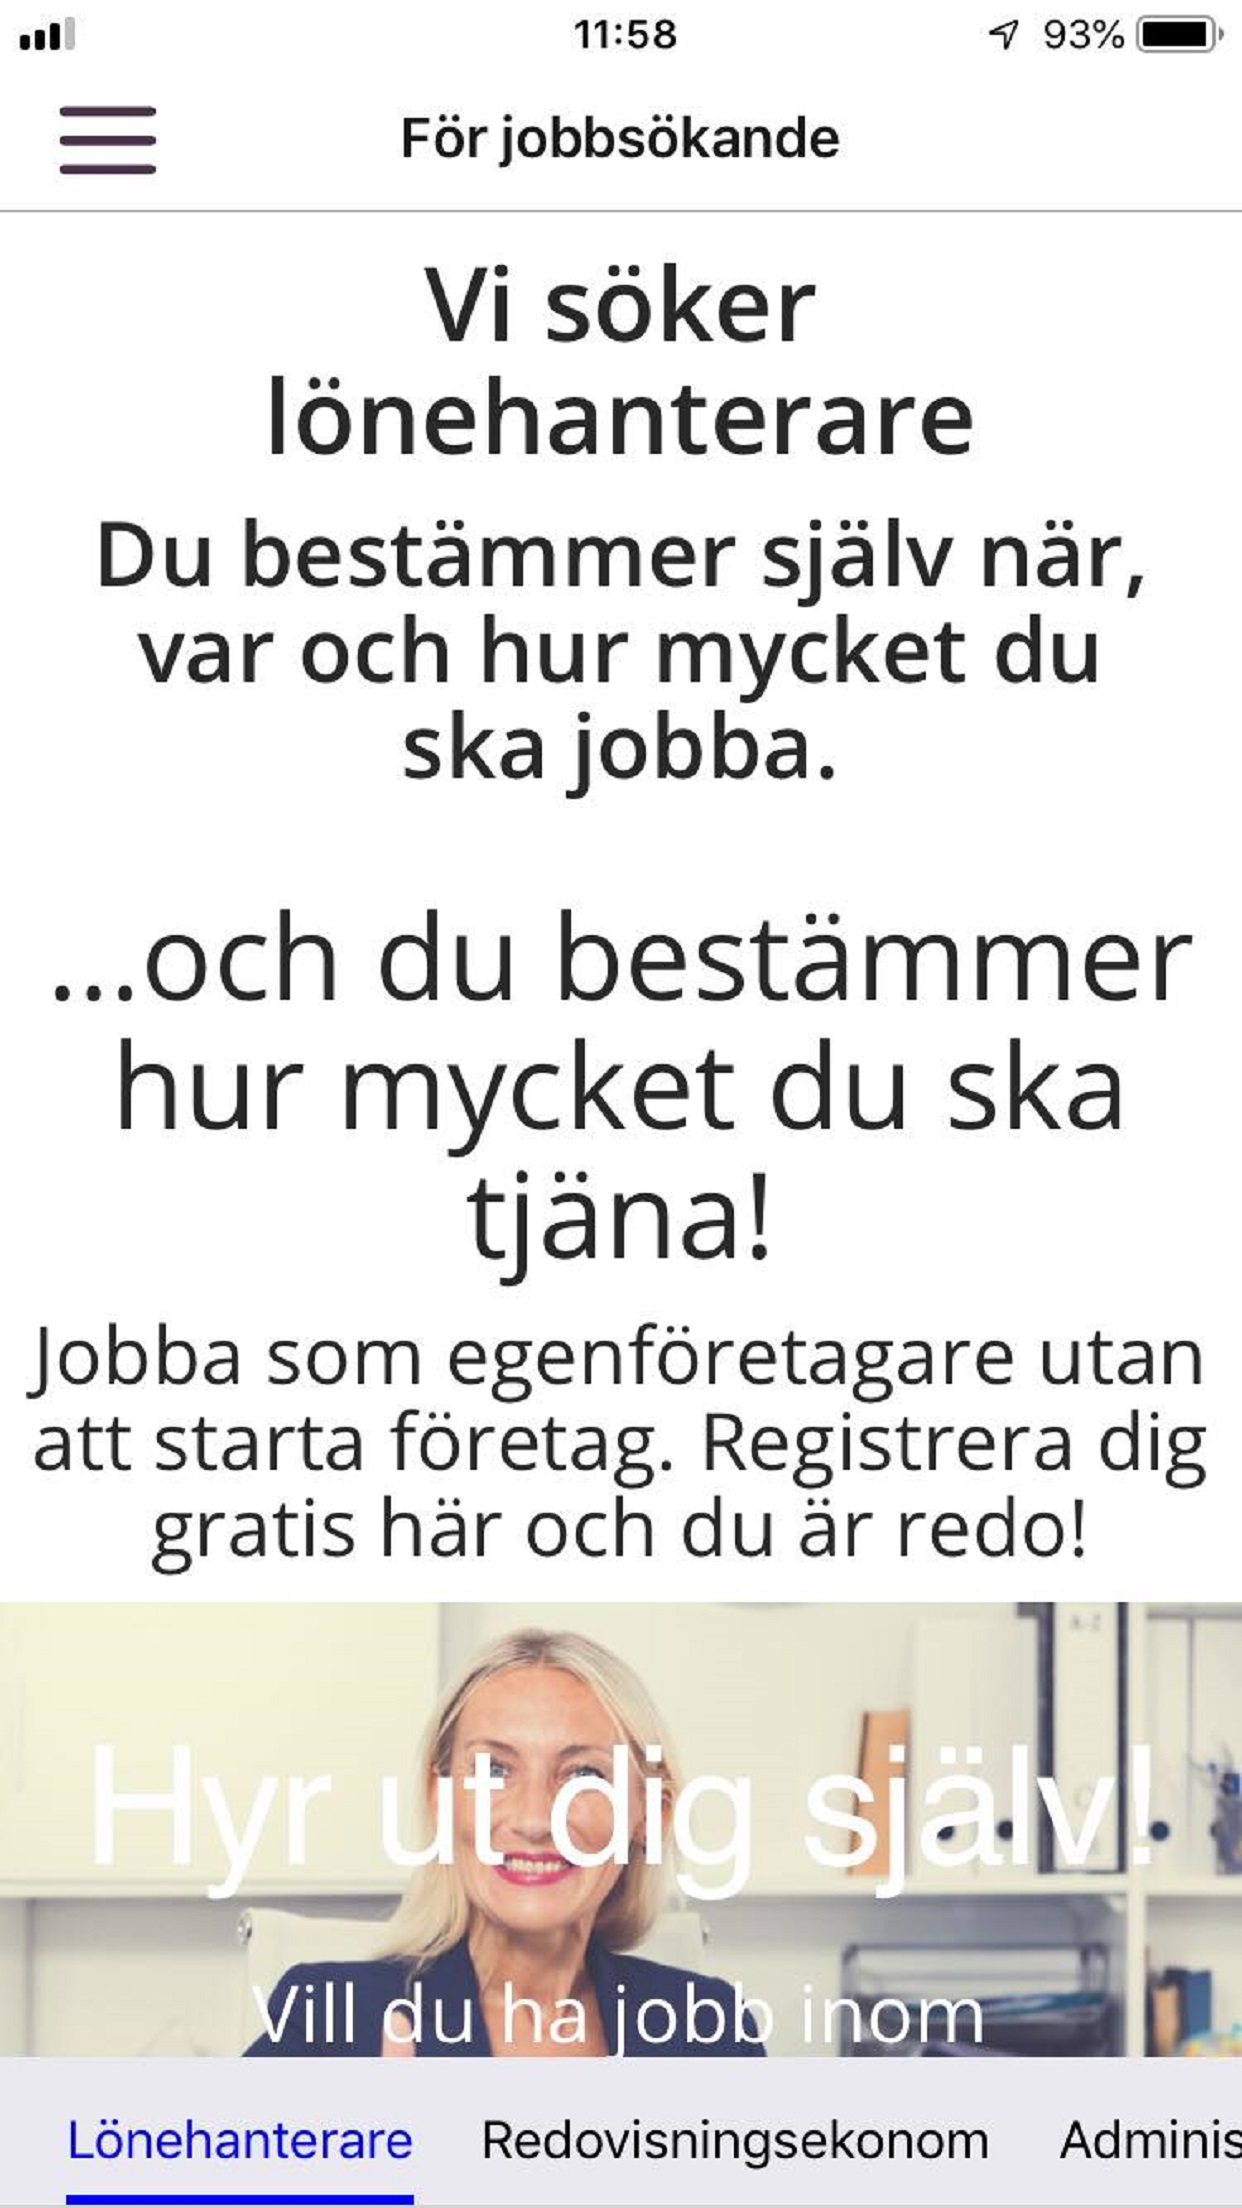 11:58
93%
För jobbsökande
Vi söker
lönehanterare
Du bestämmer själv när,
var och hur mycket du
ska jobba.
...och du bestämmer
hur mycket du ska
tjäna!
Jobba som egenföretagare utan
att starta företag. Registrera dig
gratis här och du är redo!
A-Z
Hyr ut dig själv!
Vill du ha jobb inom
Lönehanterare
Redovisningsekonom
Adminis